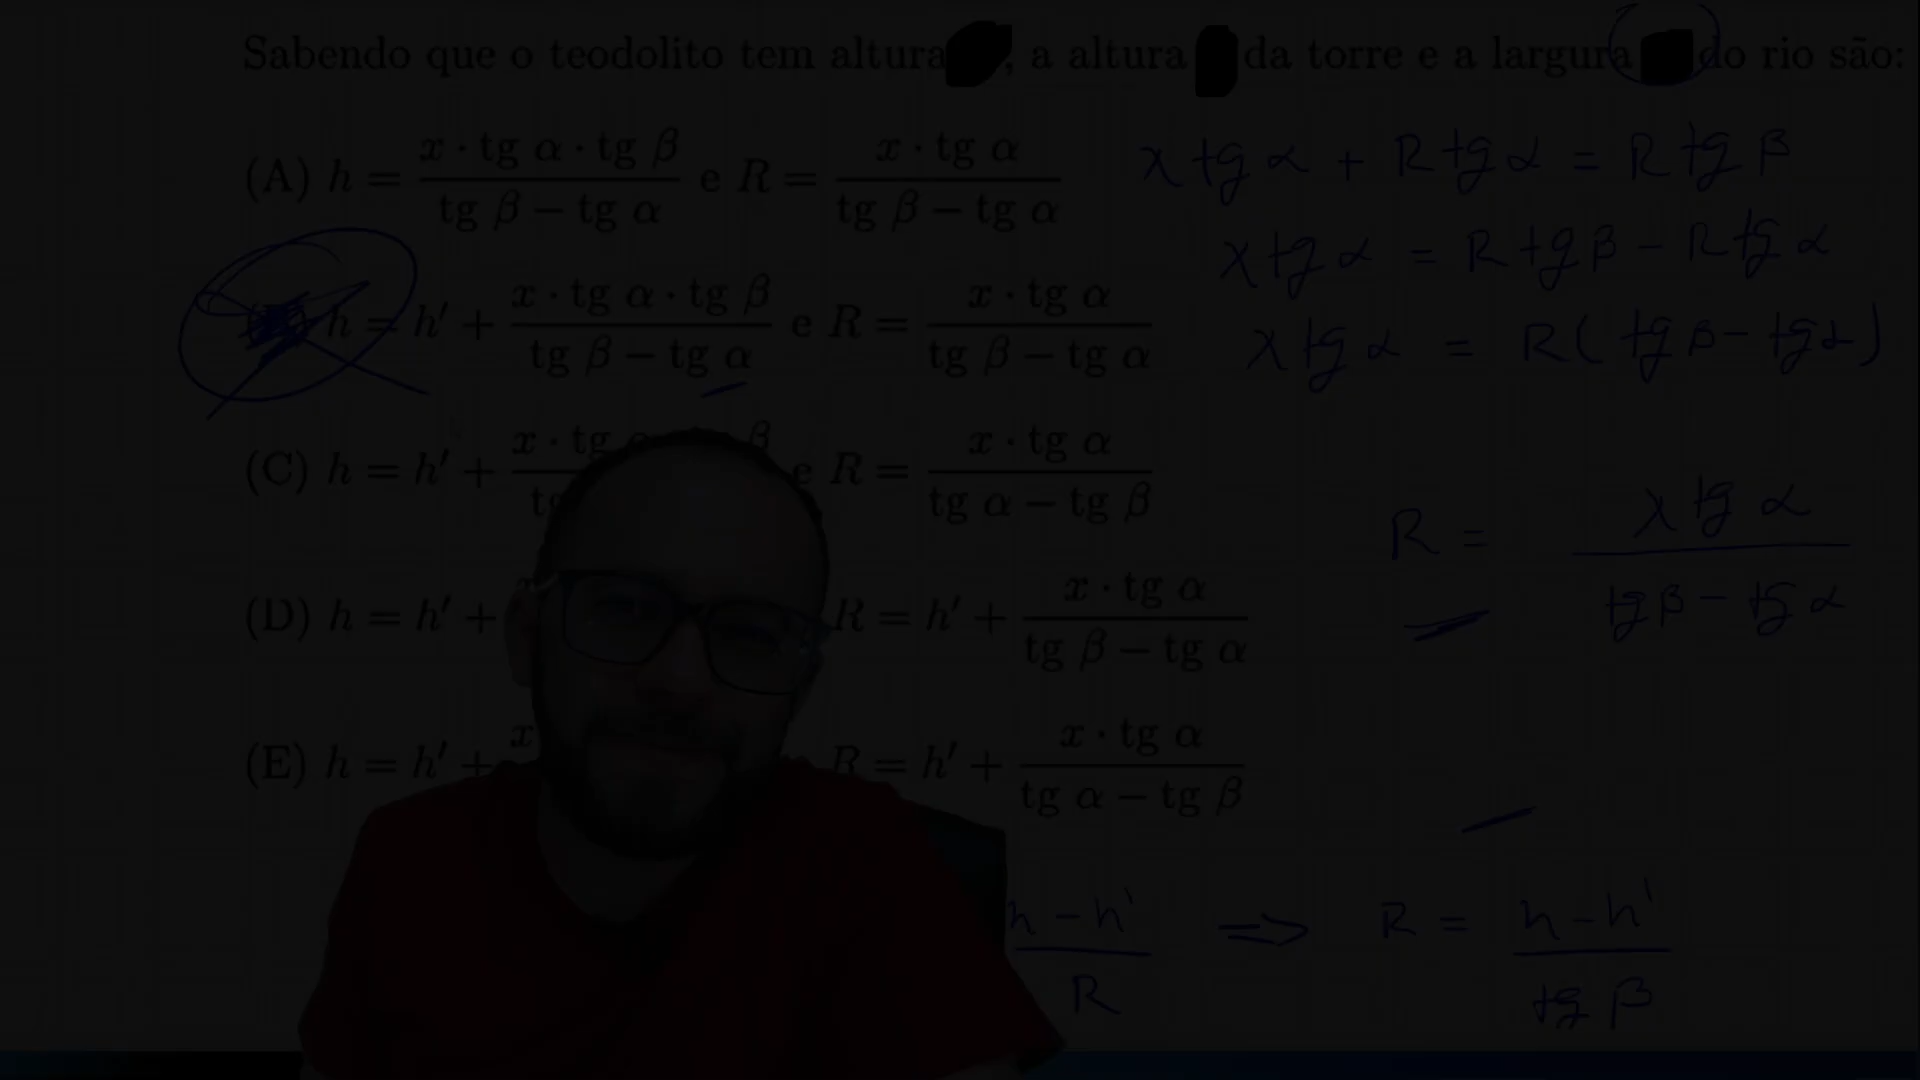 Sabendo que o teodolito tem altura , a altura da torre e a largura do rio são:
(A) h = x · tg α · tg β / tg β − tg α e R = x · tg α / tg β − tg α
h = h′ + x · tg α · tg β / tg β − tg α e R = x · tg α / tg β − tg α
(C) h = h′ + x · tg β / tg e R = x · tg α / tg α − tg β
(D) h = h′ + x R = h′ + x · tg α / tg β − tg α
(E) h = h′ + x R = h′ + x · tg α / tg α − tg β
x tg α + R tg α = R tg β
x tg α = R tg β − R tg α
x tg α = R( tg β − tg α )
R = x tg α / tg β − tg α
h − h' / R ⇒ R = h − h' / tg β